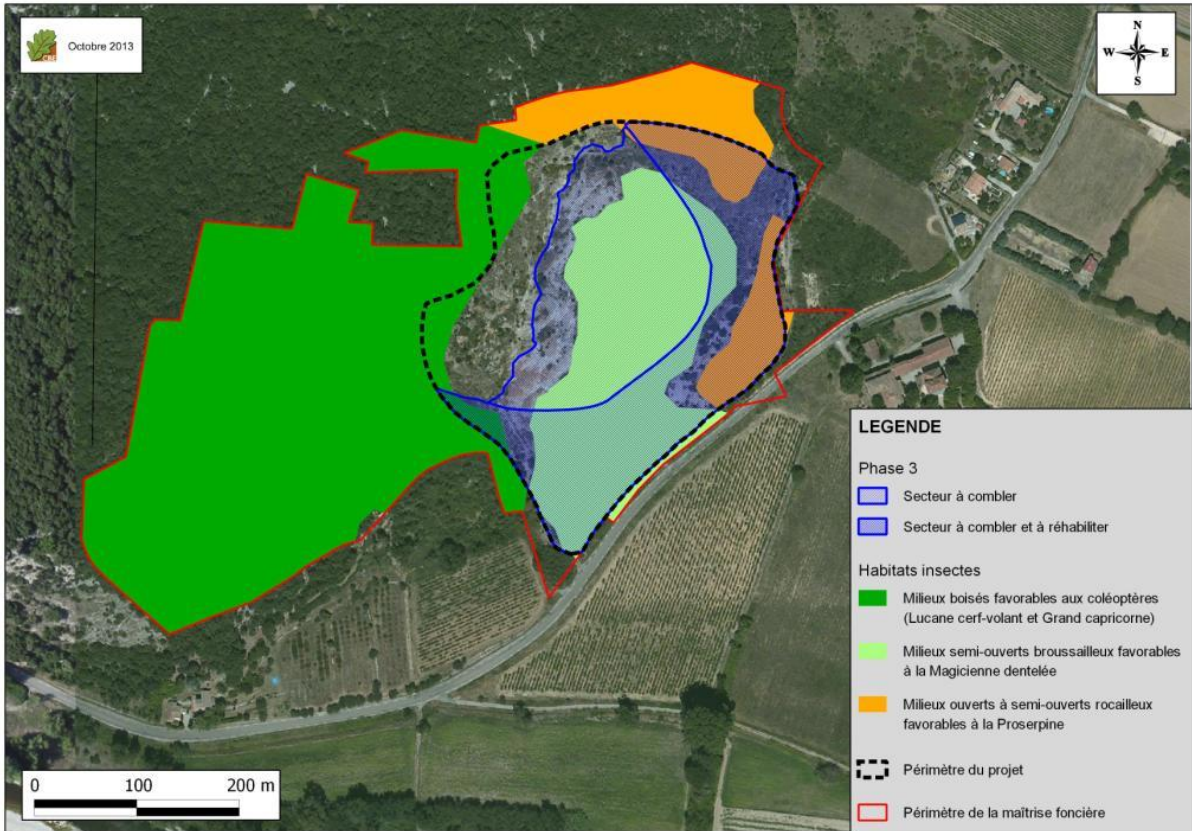 CBE
Octobre 2013
N
W E
S
LEGENDE
Phase 3
Secteur à combler
Secteur à combler et à réhabiliter
Habitats insectes
Milieux boisés favorables aux coléoptères
(Lucane cerf-volant et Grand capricorne)
Milieux semi-ouverts broussailleux favorables
à la Magicienne dentelée
Milieux ouverts à semi-ouverts rocailleux
favorables à la Proserpine
Périmètre du projet
Périmètre de la maîtrise foncière
0 100 200 m